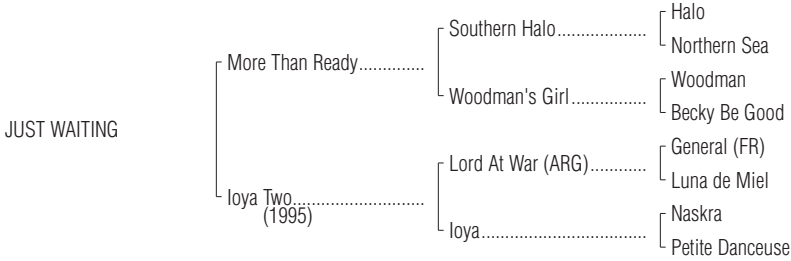 Halo
Southern Halo...................
Northern Sea
More Than Ready..............
Woodman
Woodman's Girl................
Becky Be Good
JUST WAITING
General (FR)
Lord At War (ARG)............
Luna de Miel
Ioya Two............................
(1995)
Naskra
Ioya...................................
Petite Danceuse